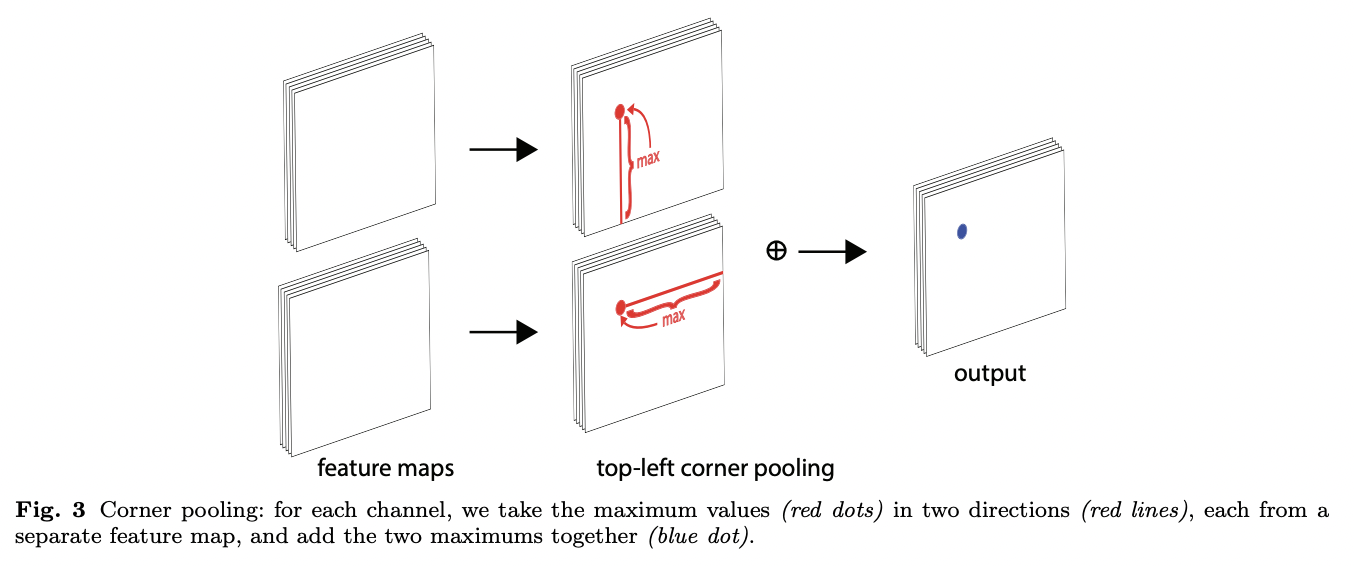 max
max
⊕
output
feature maps
top-left corner pooling
Fig. 3 Corner pooling: for each channel, we take the maximum values (red dots) in two directions (red lines), each from a
separate feature map, and add the two maximums together (blue dot).